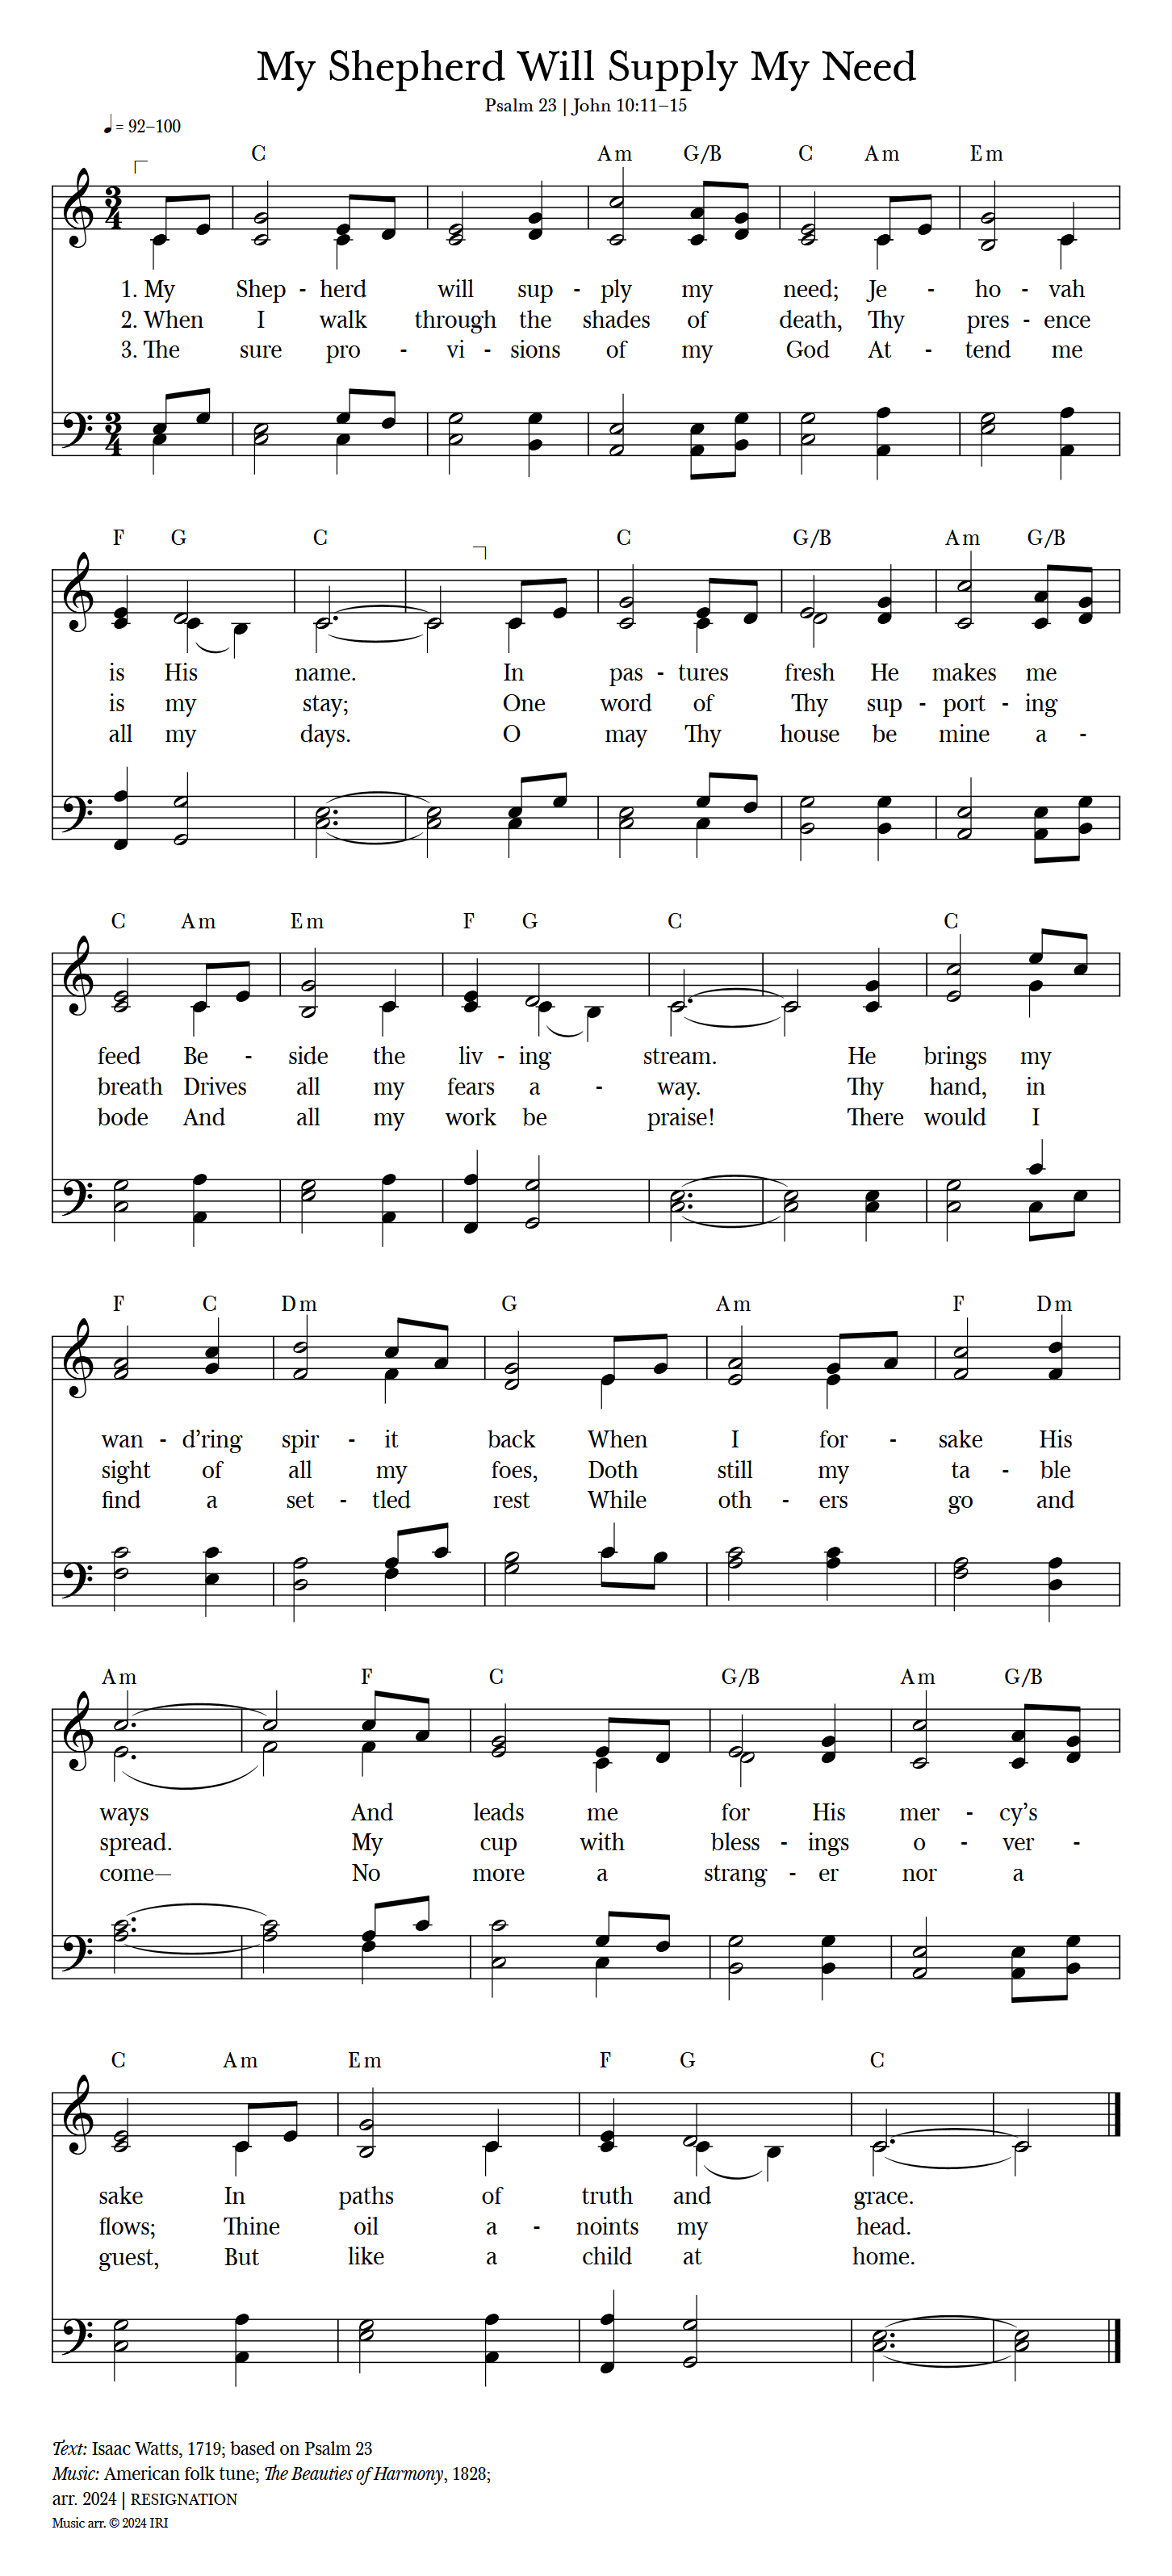 My Shepherd Will Supply My Need
Psalm 23 | John 10:11–15
♩ = 92–100
C Am G/B C Am Em
1. My Shep - herd will sup - ply my need; Je - ho - vah
2. When I walk through the shades of death, Thy pres - ence
3. The sure pro - vi - sions of my God At - tend me
F G C C G/B Am G/B
is His name. In pas - tures fresh He makes me
is my stay; One word of Thy sup - port - ing
all my days. O may Thy house be mine a -
C Am Em F G C C
feed Be - side the liv - ing stream. He brings my
breath Drives all my fears a - way. Thy hand, in
bode And all my work be praise! There would I
F C Dm G Am F Dm
wan - d’ring spir - it back When I for - sake His
sight of all my foes, Doth still my ta - ble
find a set - tled rest While oth - ers go and
Am F C G/B Am G/B
ways And leads me for His mer - cy’s
spread. My cup with bless - ings o - ver -
come— No more a strang - er nor a
C Am Em F G C
sake In paths of truth and grace.
flows; Thine oil a - noints my head.
guest, But like a child at home.
Text: Isaac Watts, 1719; based on Psalm 23
Music: American folk tune; The Beauties of Harmony, 1828;
arr. 2024 | RESIGNATION
Music arr. © 2024 IRI